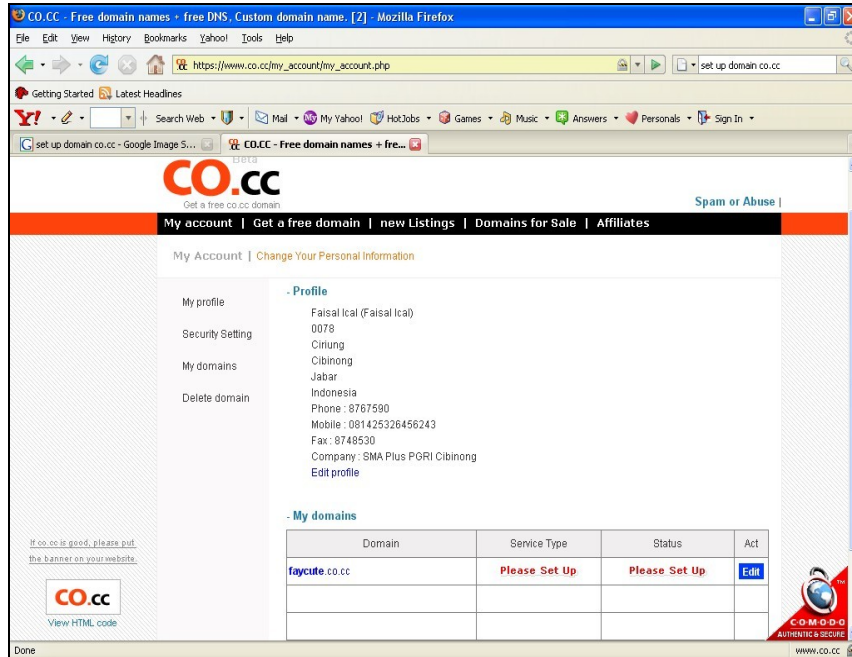 CO.CC - Free domain names + free DNS, Custom domain name. [2] - Mozilla Firefox
File Edit View History Bookmarks Yahoo! Tools Help
https://www.co.cc/my_account/my_account.php
set up domain co.cc
Getting Started Latest Headlines
Y! Search Web Mail My Yahoo! HotJobs Games Music Answers Personals Sign In
set up domain co.cc - Google Image S... CO.CC - Free domain names + fre...
Beta
CO.cc
Get a free co.cc domain
Spam or Abuse |
My account | Get a free domain | new Listings | Domains for Sale | Affiliates
My Account | Change Your Personal Information
My profile
Security Setting
My domains
Delete domain
- Profile
Faisal Ical (Faisal Ical)
0078
Ciriung
Cibinong
Jabar
Indonesia
Phone : 8767590
Mobile : 081425326456243
Fax : 8748530
Company : SMA Plus PGRI Cibinong
Edit profile
- My domains
Domain Service Type Status Act
faycute.co.cc Please Set Up Please Set Up Edit
If co.cc is good, please put
the banner on your website.
CO.cc
View HTML code
TM
C·O·M·O·D·O
AUTHENTIC & SECURE
Done
www.co.cc